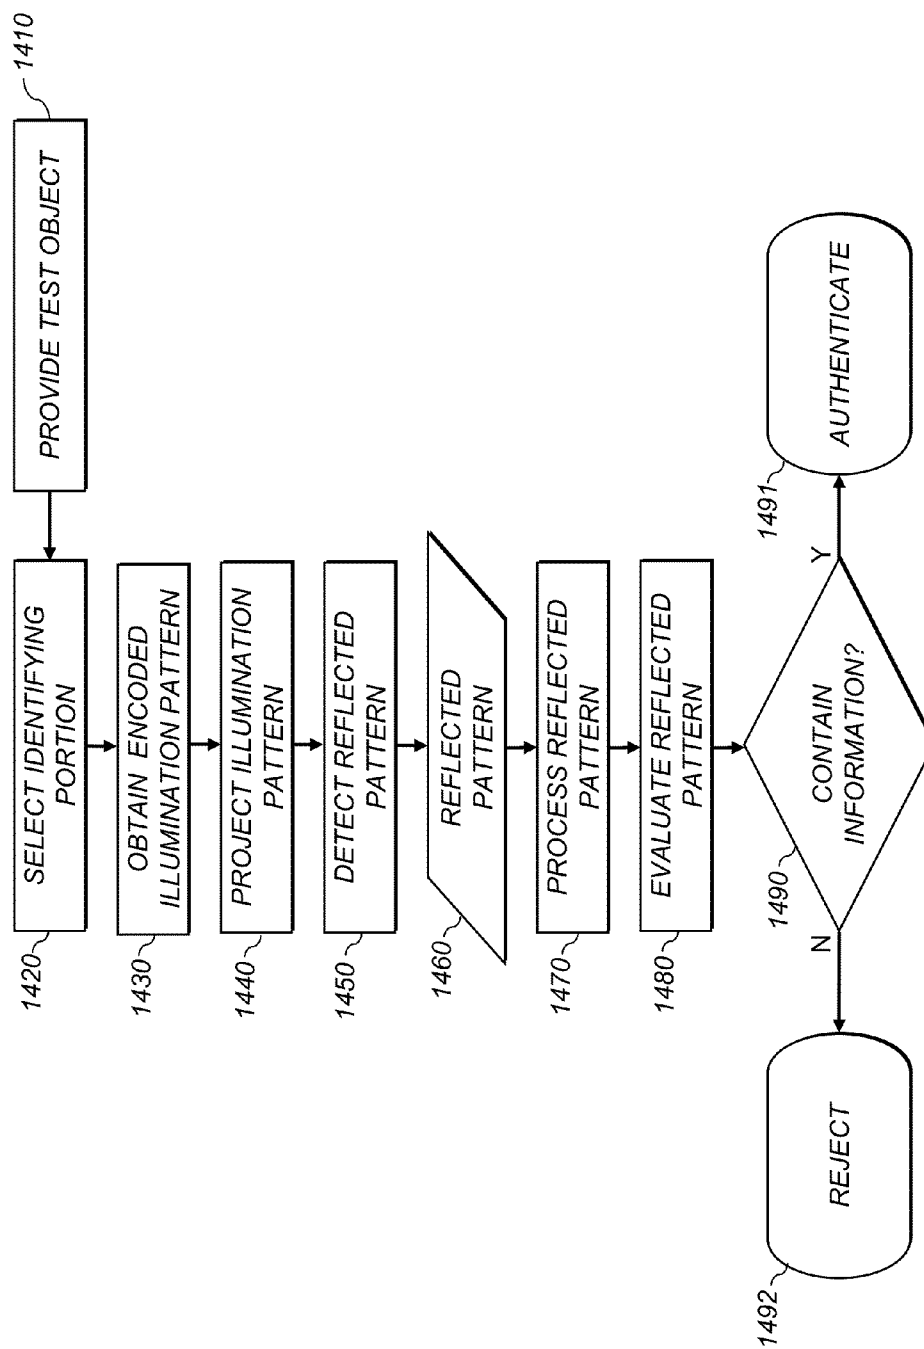 1410
PROVIDE TEST OBJECT
1420
SELECT IDENTIFYING
PORTION
1430
OBTAIN ENCODED
ILLUMINATION PATTERN
1440
PROJECT ILLUMINATION
PATTERN
1450
DETECT REFLECTED
PATTERN
1460
REFLECTED
PATTERN
1470
PROCESS REFLECTED
PATTERN
1480
EVALUATE REFLECTED
PATTERN
1490
CONTAIN
INFORMATION?
Y
1491
AUTHENTICATE
N
1492
REJECT